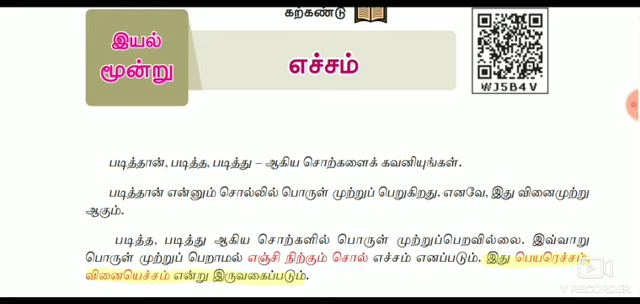 கற்கண்டு
இயல்
மூன்று
எச்சம்
WJ5B4V
படித்தான், படித்த, படித்து – ஆகிய சொற்களைக் கவனியுங்கள்.
படித்தான் என்னும் சொல்லில் பொருள் முற்றுப் பெறுகிறது. எனவே, இது வினைமுற்று
ஆகும்.
படித்த, படித்து ஆகிய சொற்களில் பொருள் முற்றுப்பெறவில்லை. இவ்வாறு
பொருள் முற்றுப் பெறாமல் எஞ்சி நிற்கும் சொல் எச்சம் எனப்படும். இது பெயரெச்சம்,
வினையெச்சம் என்று இருவகைப்படும்.
V RECORDER